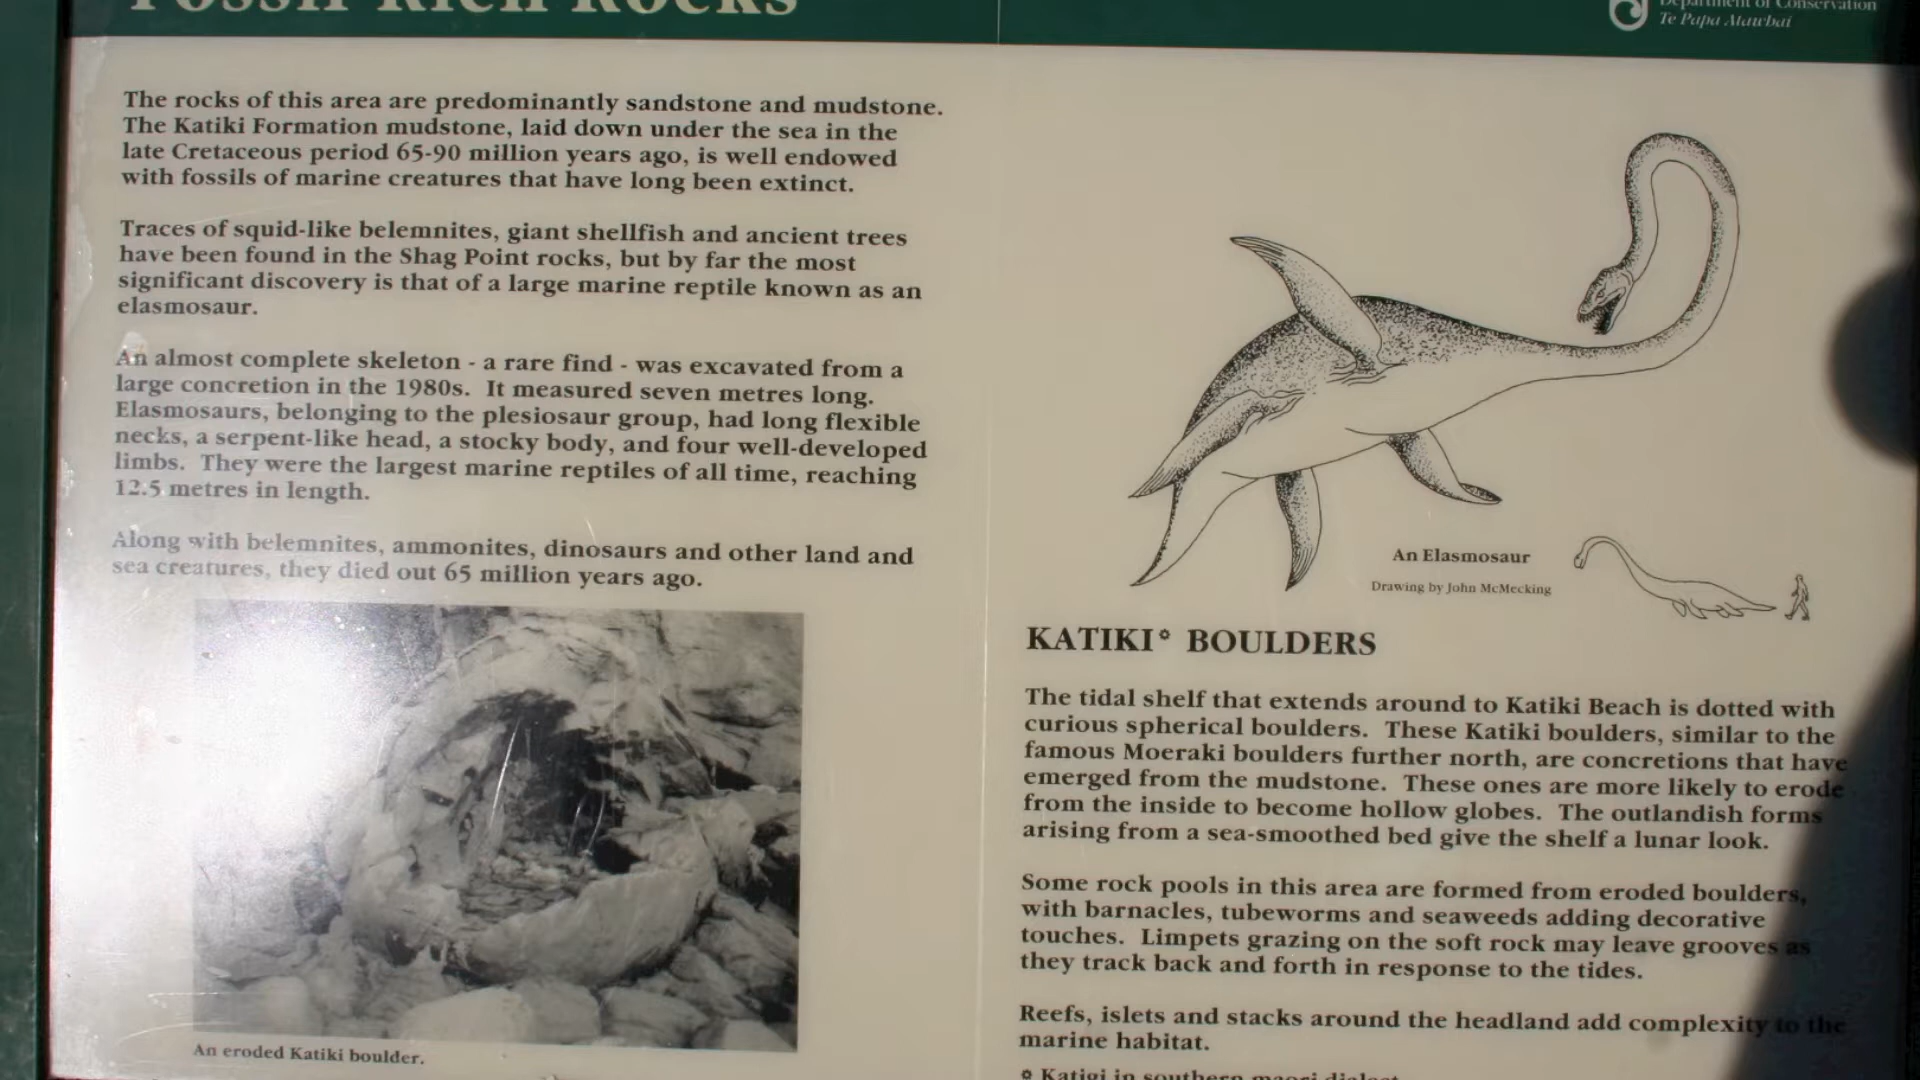 Fossil Rich Rocks
Department of Conservation
Te Papa Atawhai
The rocks of this area are predominantly sandstone and mudstone.
The Katiki Formation mudstone, laid down under the sea in the
late Cretaceous period 65-90 million years ago, is well endowed
with fossils of marine creatures that have long been extinct.
Traces of squid-like belemnites, giant shellfish and ancient trees
have been found in the Shag Point rocks, but by far the most
significant discovery is that of a large marine reptile known as an
elasmosaur.
An almost complete skeleton - a rare find - was excavated from a
large concretion in the 1980s. It measured seven metres long.
Elasmosaurs, belonging to the plesiosaur group, had long flexible
necks, a serpent-like head, a stocky body, and four well-developed
limbs. They were the largest marine reptiles of all time, reaching
12.5 metres in length.
Along with belemnites, ammonites, dinosaurs and other land and
sea creatures, they died out 65 million years ago.
An eroded Katiki boulder.
An Elasmosaur
Drawing by John McMecking
KATIKI* BOULDERS
The tidal shelf that extends around to Katiki Beach is dotted with
curious spherical boulders. These Katiki boulders, similar to the
famous Moeraki boulders further north, are concretions that have
emerged from the mudstone. These ones are more likely to erode
from the inside to become hollow globes. The outlandish forms
arising from a sea-smoothed bed give the shelf a lunar look.
Some rock pools in this area are formed from eroded boulders,
with barnacles, tubeworms and seaweeds adding decorative
touches. Limpets grazing on the soft rock may leave grooves as
they track back and forth in response to the tides.
Reefs, islets and stacks around the headland add complexity to the
marine habitat.
* Katigi in southern maori dialect